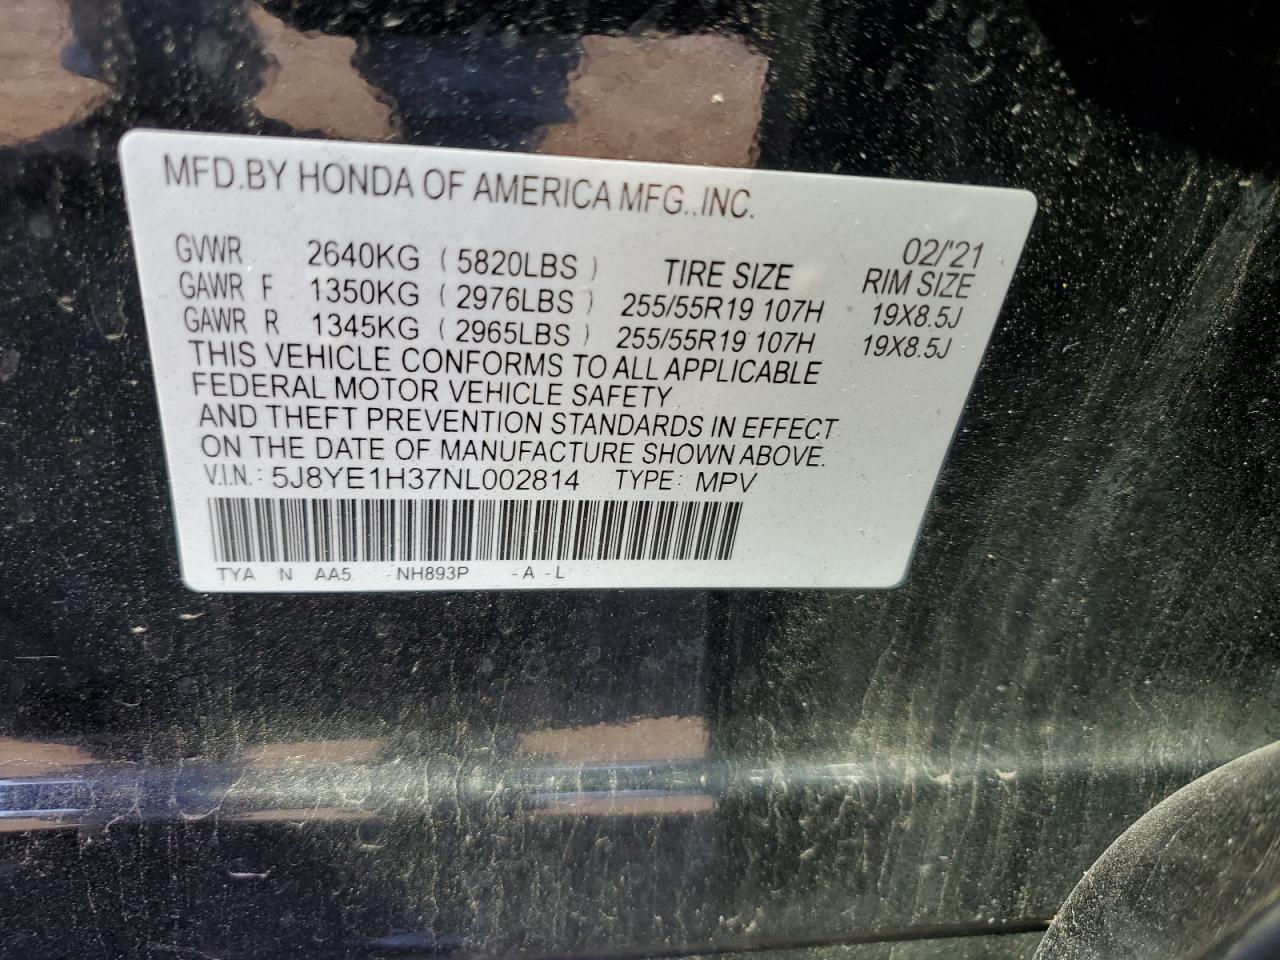 MFD.BY HONDA OF AMERICA MFG.,INC.
02/'21
GVWR 2640KG ( 5820LBS ) TIRE SIZE RIM SIZE
GAWR F 1350KG ( 2976LBS ) 255/55R19 107H 19X8.5J
GAWR R 1345KG ( 2965LBS ) 255/55R19 107H 19X8.5J
THIS VEHICLE CONFORMS TO ALL APPLICABLE
FEDERAL MOTOR VEHICLE SAFETY
AND THEFT PREVENTION STANDARDS IN EFFECT
ON THE DATE OF MANUFACTURE SHOWN ABOVE.
V.I.N.: 5J8YE1H37NL002814 TYPE: MPV
TYA N AA5 -NH893P -A-L